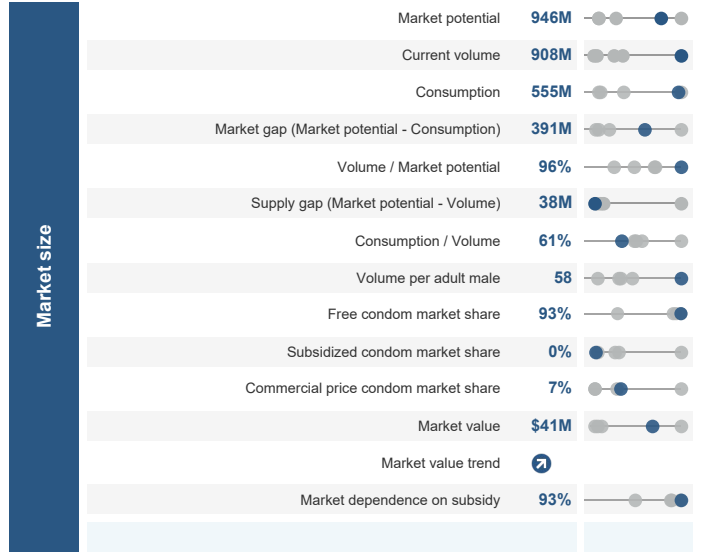 Market size
Market potential 946M
Current volume 908M
Consumption 555M
Market gap (Market potential - Consumption) 391M
Volume / Market potential 96%
Supply gap (Market potential - Volume) 38M
Consumption / Volume 61%
Volume per adult male 58
Free condom market share 93%
Subsidized condom market share 0%
Commercial price condom market share 7%
Market value $41M
Market value trend
Market dependence on subsidy 93%